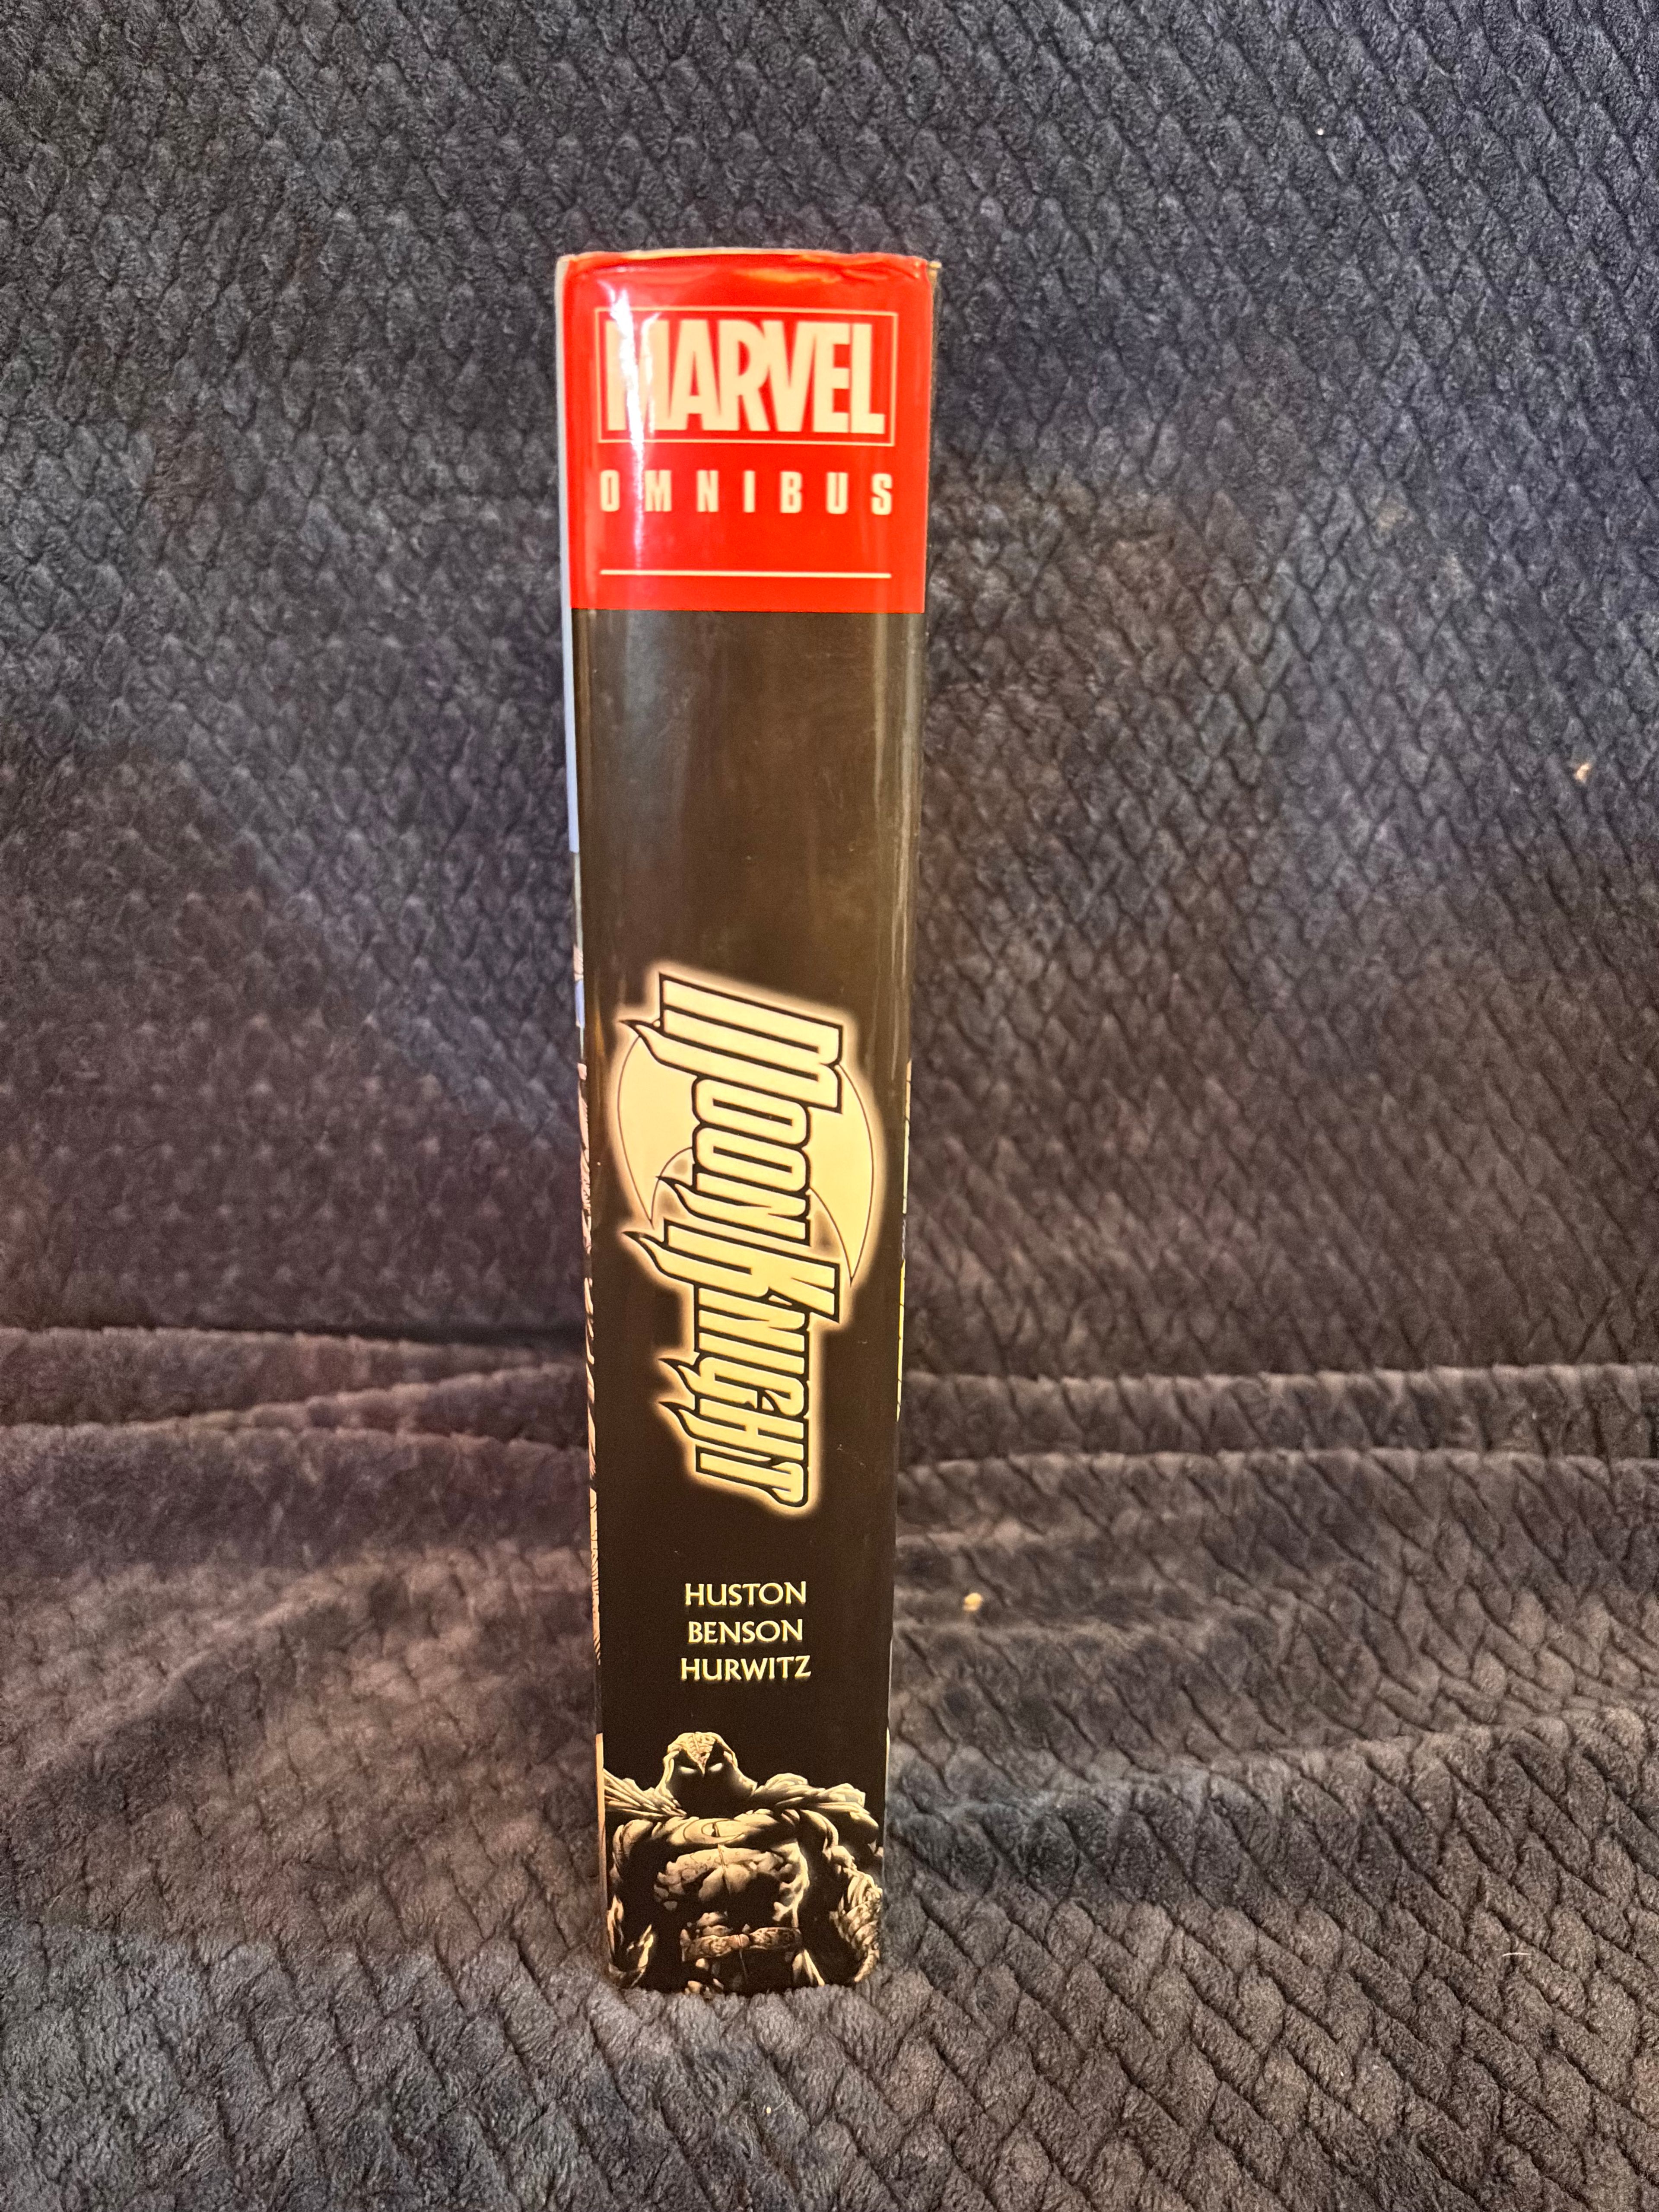 MARVEL
OMNIBUS
MOON KNIGHT
HUSTON
BENSON
HURWITZ